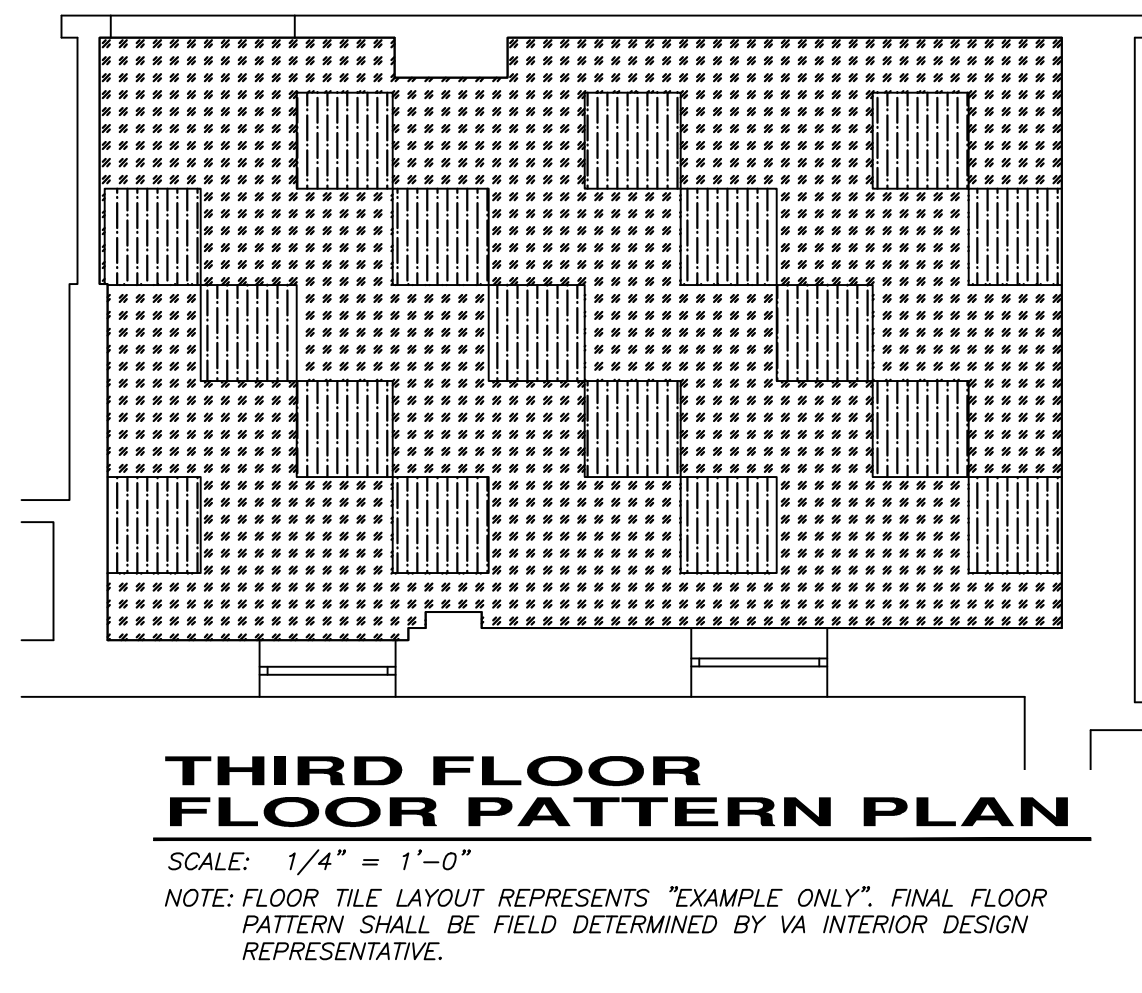 THIRD FLOOR
FLOOR PATTERN PLAN
SCALE: 1/4" = 1'-0"
NOTE: FLOOR TILE LAYOUT REPRESENTS "EXAMPLE ONLY". FINAL FLOOR
PATTERN SHALL BE FIELD DETERMINED BY VA INTERIOR DESIGN
REPRESENTATIVE.